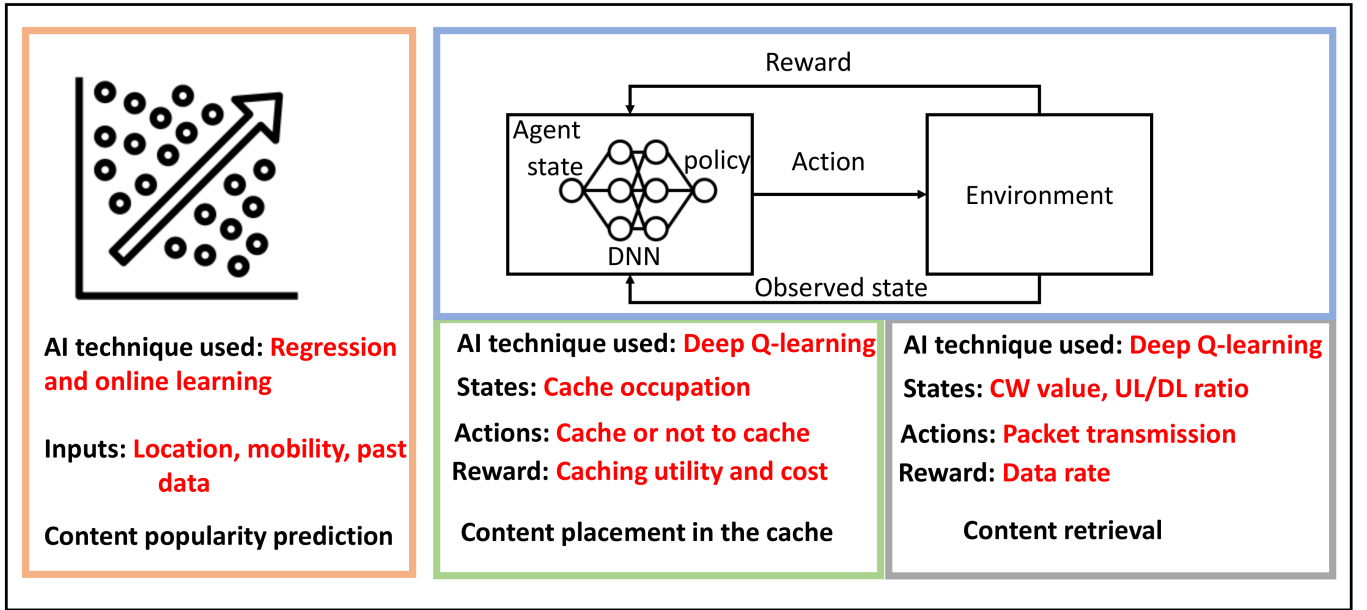 AI technique used: Regression
and online learning
Inputs: Location, mobility, past
data
Content popularity prediction
Reward
Agent
state
policy
DNN
Action
Environment
Observed state
AI technique used: Deep Q-learning
States: Cache occupation
Actions: Cache or not to cache
Reward: Caching utility and cost
Content placement in the cache
AI technique used: Deep Q-learning
States: CW value, UL/DL ratio
Actions: Packet transmission
Reward: Data rate
Content retrieval